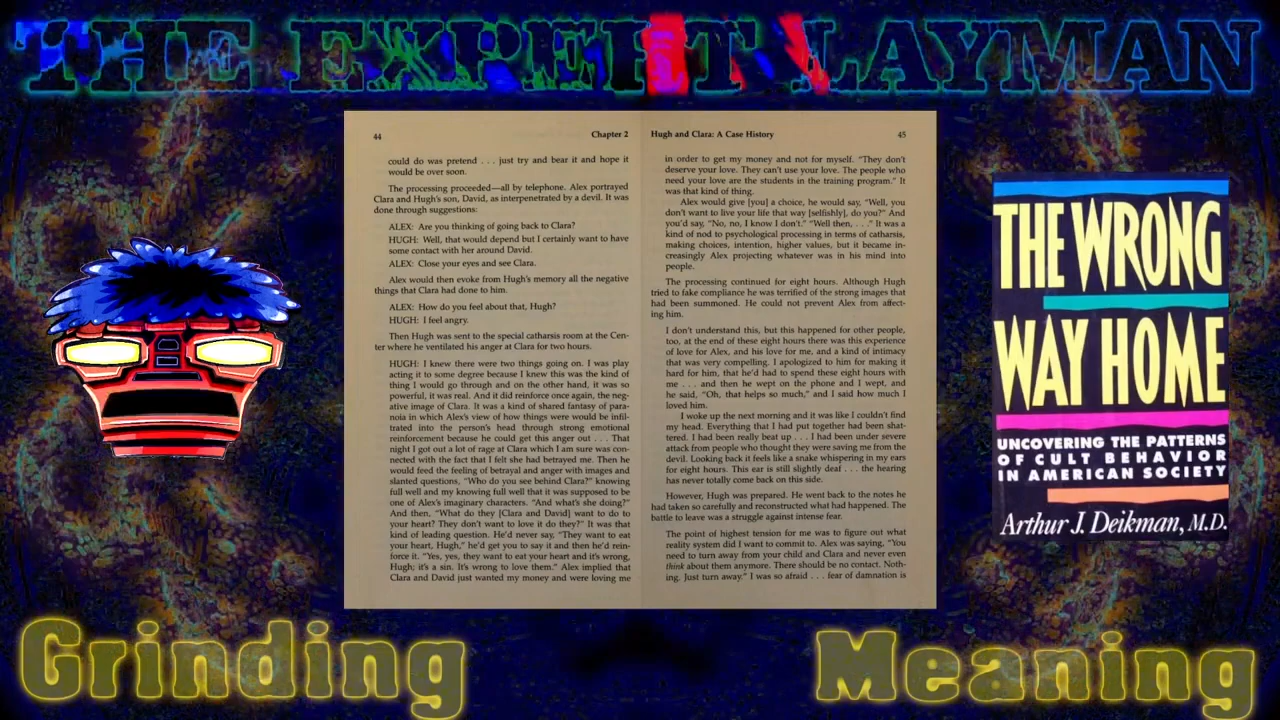 THE EXPERT LAYMAN
44 Chapter 2
could do was pretend . . . just try and bear it and hope it
would be over soon.
The processing proceeded—all by telephone. Alex portrayed
Clara and Hugh's son, David, as interpenetrated by a devil. It was
done through suggestions:
ALEX: Are you thinking of going back to Clara?
HUGH: Well, that would depend but I certainly want to have
some contact with her around David.
ALEX: Close your eyes and see Clara.
Alex would then evoke from Hugh's memory all the negative
things that Clara had done to him.
ALEX: How do you feel about that, Hugh?
HUGH: I feel angry.
Then Hugh was sent to the special catharsis room at the Cen-
ter where he ventilated his anger at Clara for two hours.
HUGH: I knew there were two things going on. I was play
acting it to some degree because I knew this was the kind of
thing I would go through and on the other hand, it was so
powerful, it was real. And it did reinforce once again, the neg-
ative image of Clara. It was a kind of shared fantasy of para-
noia in which Alex's view of how things were would be infil-
trated into the person's head through strong emotional
reinforcement because he could get this anger out . . . That
night I got out a lot of rage at Clara which I am sure was con-
nected with the fact that I felt she had betrayed me. Then he
would feed the feeling of betrayal and anger with images and
slanted questions, "Who do you see behind Clara?" knowing
full well and my knowing full well that it was supposed to be
one of Alex's imaginary characters. "And what's she doing?"
And then, "What do they [Clara and David] want to do to
your heart? They don't want to love it do they?" It was that
kind of leading question. He'd never say, "They want to eat
your heart, Hugh," he'd get you to say it and then he'd rein-
force it. "Yes, yes, they want to eat your heart and it's wrong,
Hugh; it's a sin. It's wrong to love them." Alex implied that
Clara and David just wanted my money and were loving me
Hugh and Clara: A Case History 45
in order to get my money and not for myself. "They don't
deserve your love. They can't use your love. The people who
need your love are the students in the training program." It
was that kind of thing.
Alex would give [you] a choice, he would say, "Well, you
don't want to live your life that way [selfishly], do you?" And
you'd say, "No, no, I know I don't." "Well then, . . ." It was a
kind of nod to psychological processing in terms of catharsis,
making choices, intention, higher values, but it became in-
creasingly Alex projecting whatever was in his mind into
people.
The processing continued for eight hours. Although Hugh
tried to fake compliance he was terrified of the strong images that
had been summoned. He could not prevent Alex from affect-
ing him.
I don't understand this, but this happened for other people,
too, at the end of these eight hours there was this experience
of love for Alex, and his love for me, and a kind of intimacy
that was very compelling. I apologized to him for making it
hard for him, that he'd had to spend these eight hours with
me . . . and then he wept on the phone and I wept, and
he said, "Oh, that helps so much," and I said how much I
loved him.
I woke up the next morning and it was like I couldn't find
my head. Everything that I had put together had been shat-
tered. I had been really beat up . . . I had been under severe
attack from people who thought they were saving me from the
devil. Looking back it feels like a snake whispering in my ears
for eight hours. This ear is still slightly deaf . . . the hearing
has never totally come back on this side.
However, Hugh was prepared. He went back to the notes he
had taken so carefully and reconstructed what had happened. The
battle to leave was a struggle against intense fear.
The point of highest tension for me was to figure out what
reality system did I want to commit to. Alex was saying, "You
need to turn away from your child and Clara and never even
think about them anymore. There should be no contact. Noth-
ing. Just turn away." I was so afraid . . . fear of damnation is
THE WRONG
WAY HOME
UNCOVERING THE PATTERNS
OF CULT BEHAVIOR
IN AMERICAN SOCIETY
Arthur J. Deikman, M.D.
Grinding Meaning